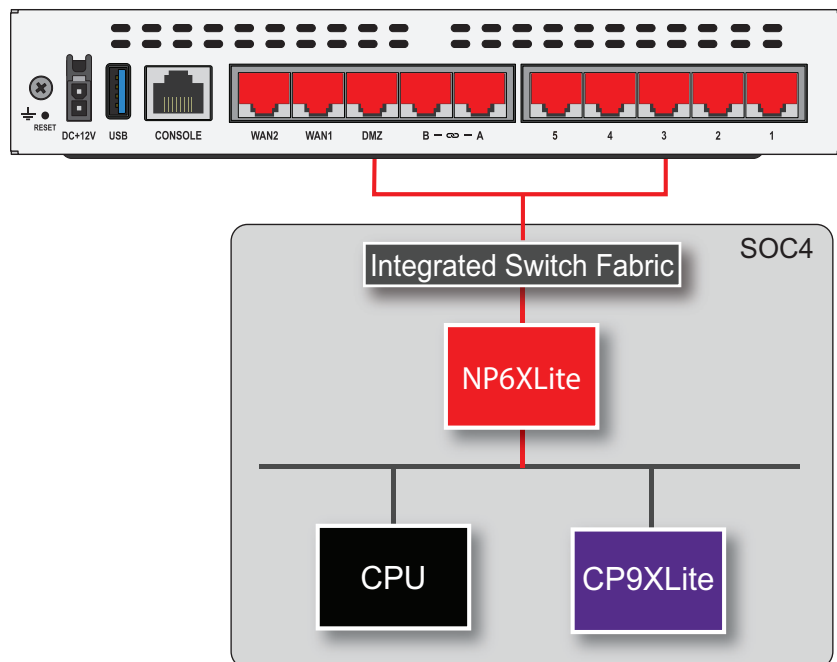 RESET
DC+12V USB CONSOLE WAN2 WAN1 DMZ B A 5 4 3 2 1
SOC4
Integrated Switch Fabric
NP6XLite
CPU CP9XLite